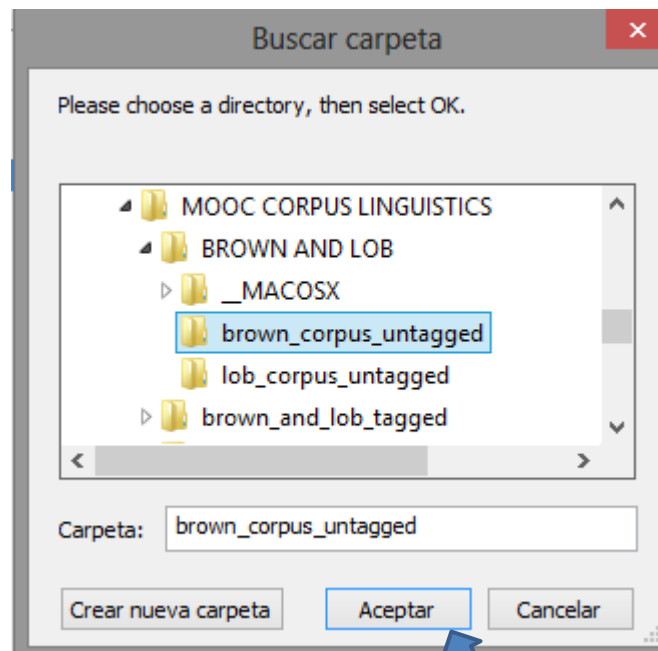 Buscar carpeta
Please choose a directory, then select OK.
MOOC CORPUS LINGUISTICS
BROWN AND LOB
__MACOSX
brown_corpus_untagged
lob_corpus_untagged
brown_and_lob_tagged
Carpeta: brown_corpus_untagged
Crear nueva carpeta Aceptar Cancelar